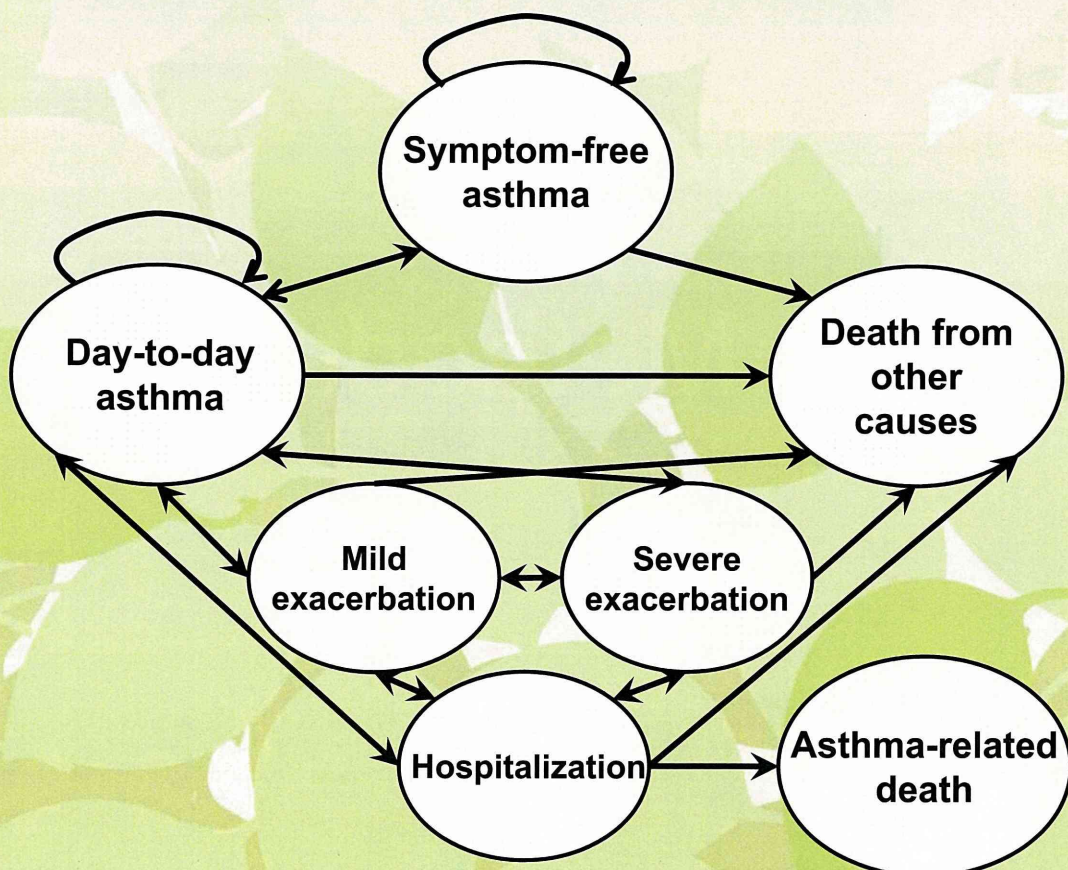 Symptom-free
asthma
Day-to-day
asthma
Death from
other
causes
Mild
exacerbation
Severe
exacerbation
Hospitalization
Asthma-related
death